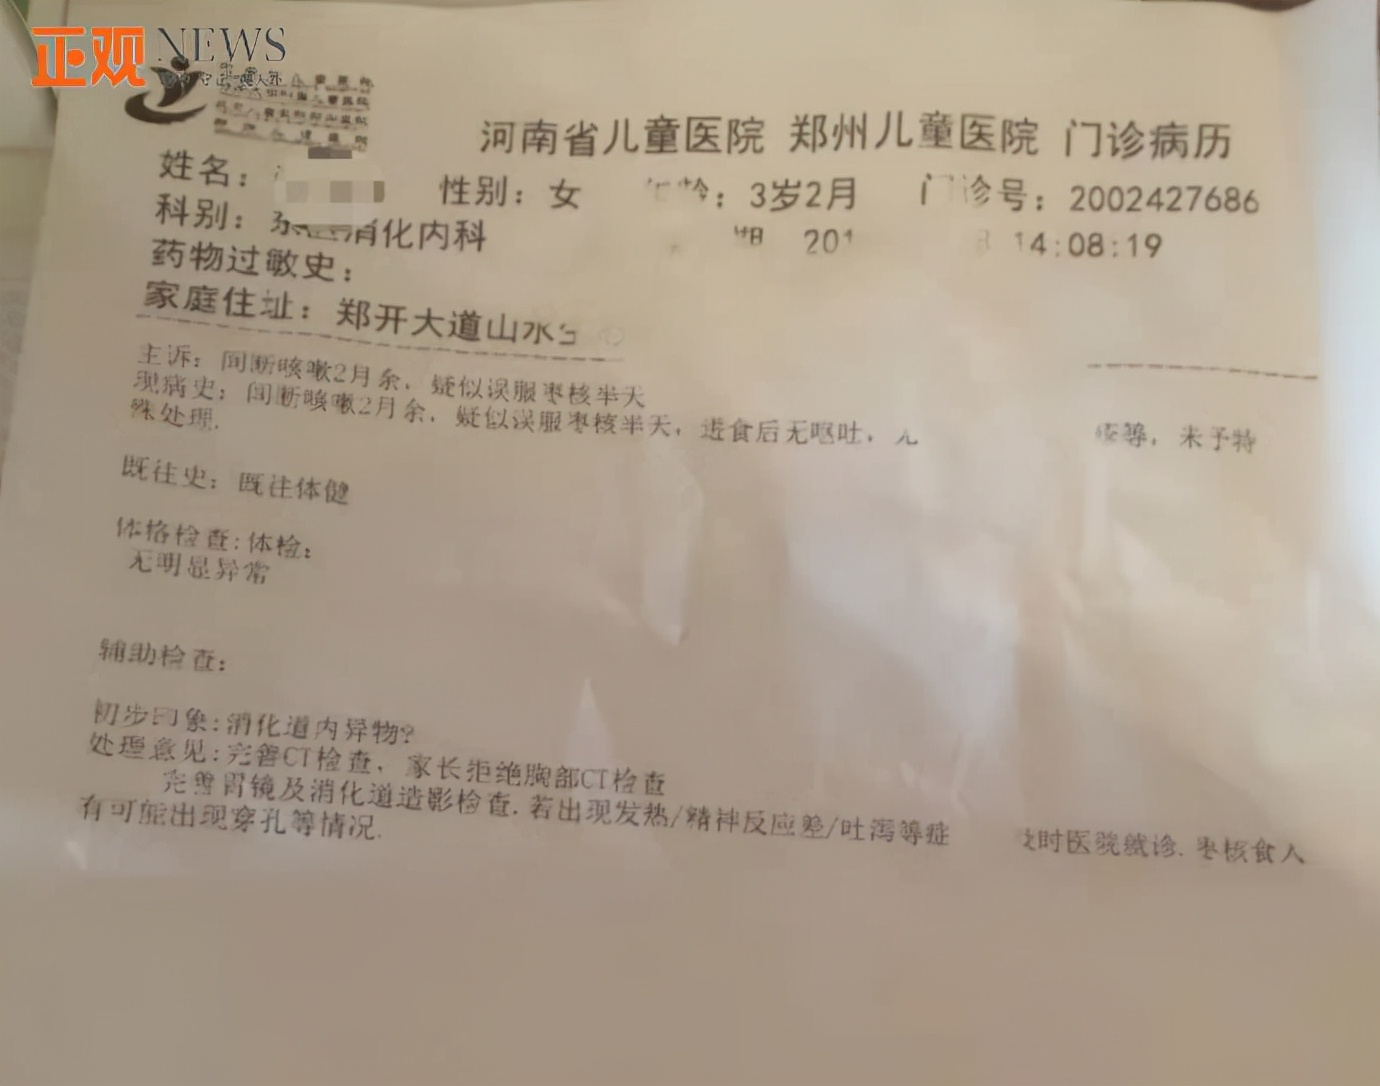 正观NEWS
河南省儿童医院 郑州儿童医院 门诊病历
姓名： 性别：女 龄：3岁2月 门诊号：2002427686
科别：东 消化内科 期 201 14:08:19
药物过敏史：
家庭住址：郑开大道山水
主诉：间断咳嗽2月余，疑似误服枣核半天
现病史：间断咳嗽2月余，疑似误服枣核半天，进食后无呕吐，无 等，未予特
殊处理.
既往史：既往体健
体格检查:体检：
无明显异常
辅助检查：
初步印象:消化道内异物?
处理意见:完善CT检查，家长拒绝胸部CT检查
完善胃镜及消化道造影检查.若出现发热/精神反应差/吐泻等症 及时医院就诊.枣核食入
有可能出现穿孔等情况.